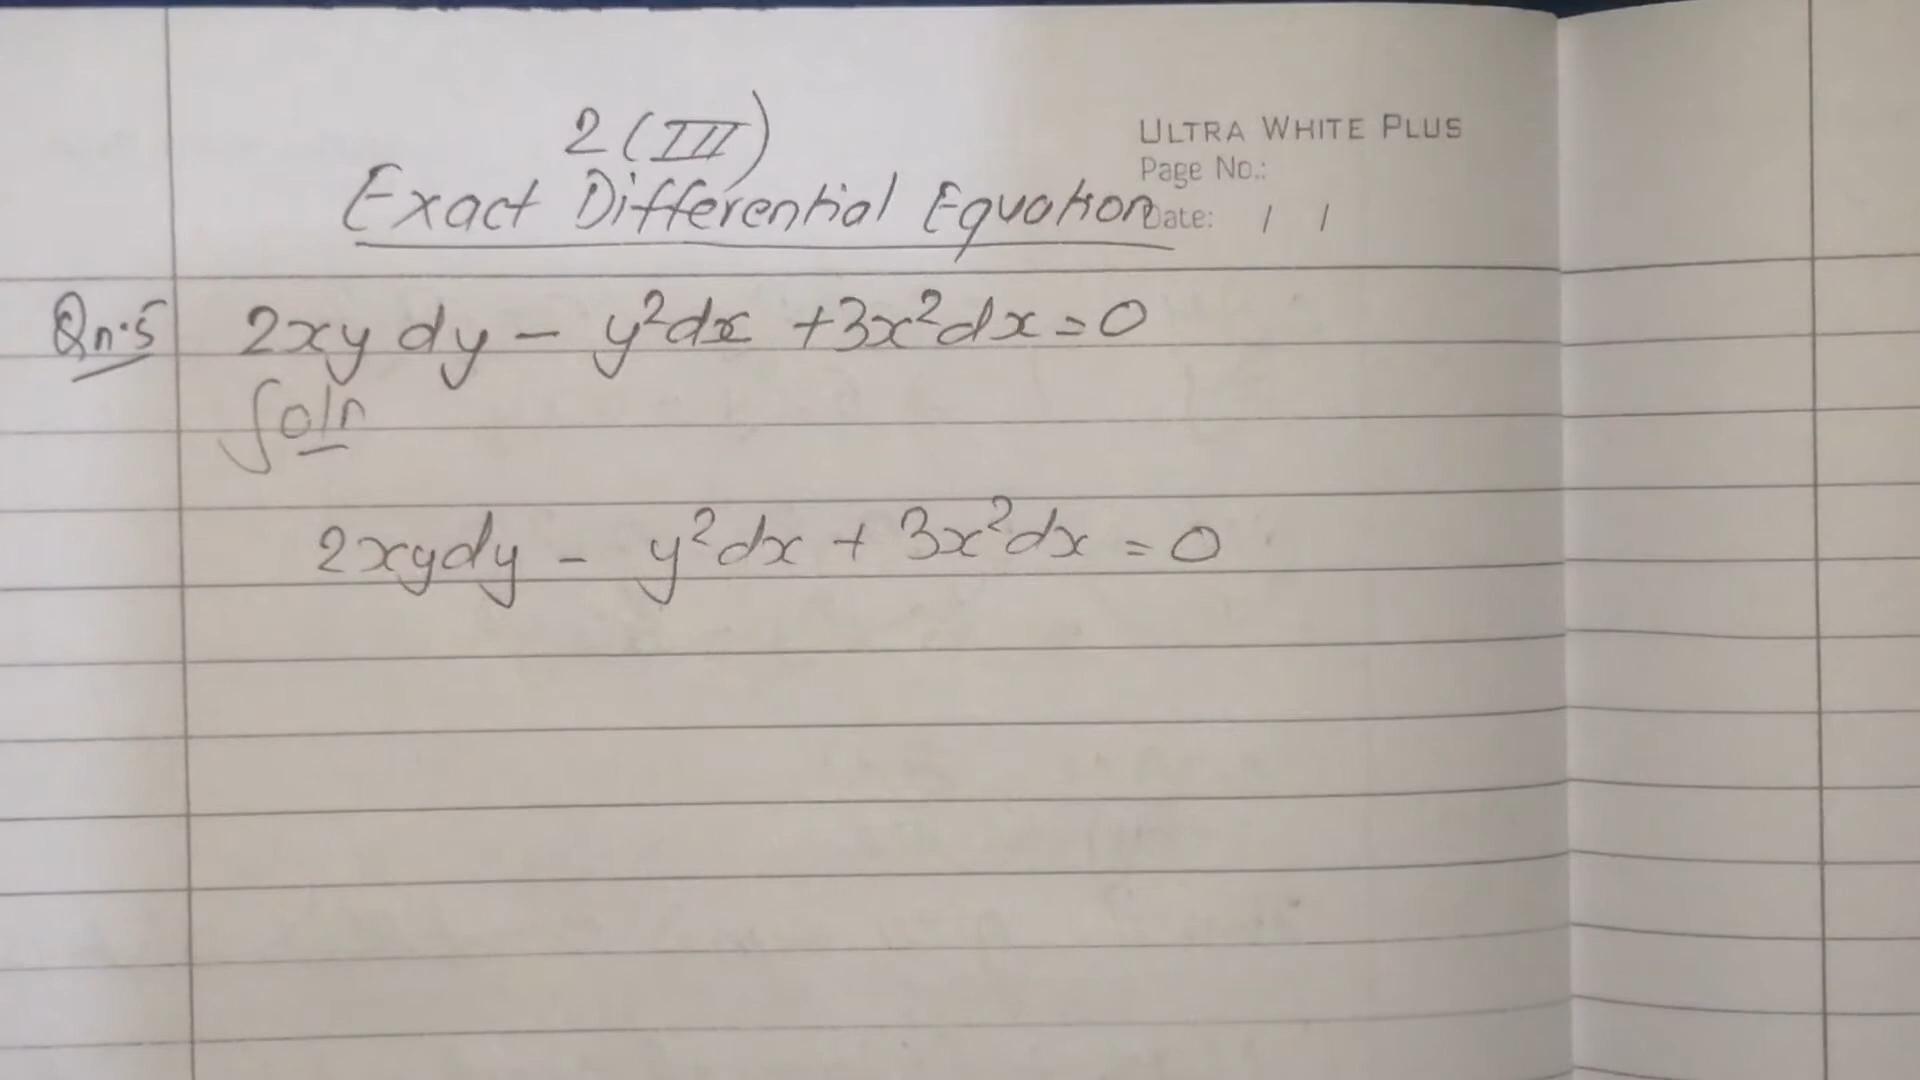 2 (III)
ULTRA WHITE PLUS
Page No.:
Exact Differential Equation
Date: / /
Qn.5 2xy dy - y²dx +3x²dx = 0
Soln
2xydy - y²dx + 3x²dx = 0